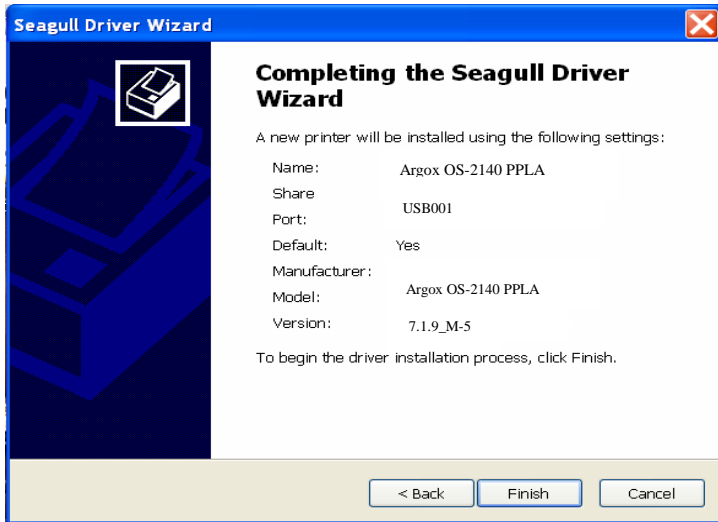 Seagull Driver Wizard
Completing the Seagull Driver
Wizard
A new printer will be installed using the following settings:
Name: Argox OS-2140 PPLA
Share
USB001
Port:
Default: Yes
Manufacturer:
Model: Argox OS-2140 PPLA
Version: 7.1.9_M-5
To begin the driver installation process, click Finish.
< Back Finish Cancel